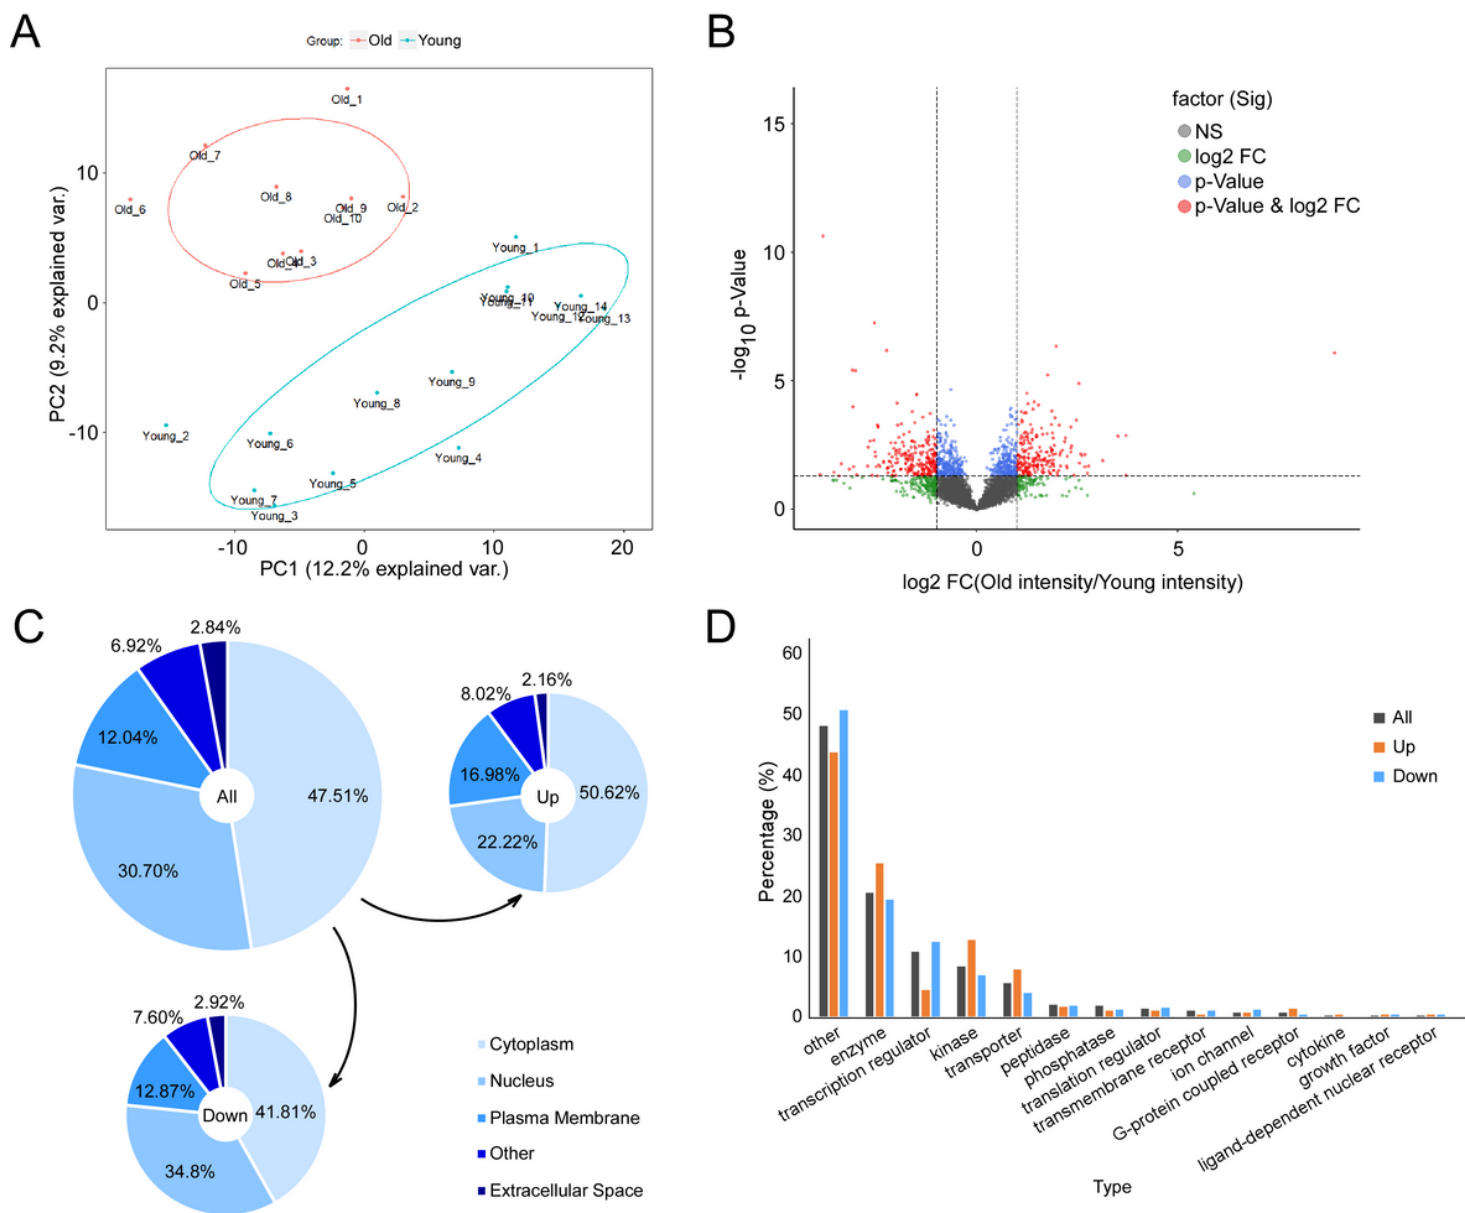 A
Group: Old Young
Old_1
Old_7
Old_8
Old_6
Old_9
Old_2
Old_10
Old_4
Old_3
Old_5
Young_1
Young_10
Young_11
Young_14
Young_12
Young_13
Young_9
Young_8
Young_2
Young_6
Young_4
Young_5
Young_7
Young_3
10
0
-10
PC2 (9.2% explained var.)
-10 0 10 20
PC1 (12.2% explained var.)
B
factor (Sig)
NS
log2 FC
p-Value
p-Value & log2 FC
15
10
5
0
-log10 p-Value
0 5
log2 FC(Old intensity/Young intensity)
C
2.84%
6.92%
12.04%
All
47.51%
30.70%
2.16%
8.02%
16.98%
Up
50.62%
22.22%
2.92%
7.60%
12.87%
Down
41.81%
34.8%
Cytoplasm
Nucleus
Plasma Membrane
Other
Extracellular Space
D
60
50
40
30
20
10
0
Percentage (%)
All
Up
Down
other
enzyme
transcription regulator
kinase
transporter
peptidase
phosphatase
translation regulator
transmembrane receptor
ion channel
G-protein coupled receptor
cytokine
growth factor
ligand-dependent nuclear receptor
Type